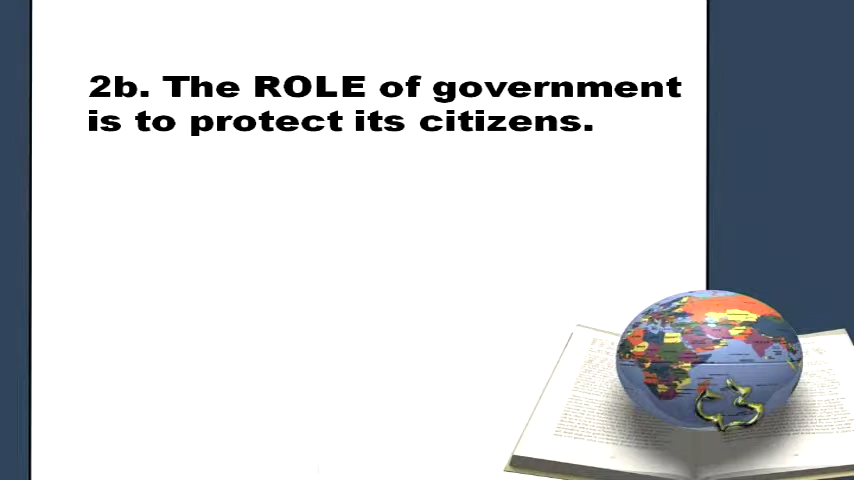 2b. The ROLE of government
is to protect its citizens.